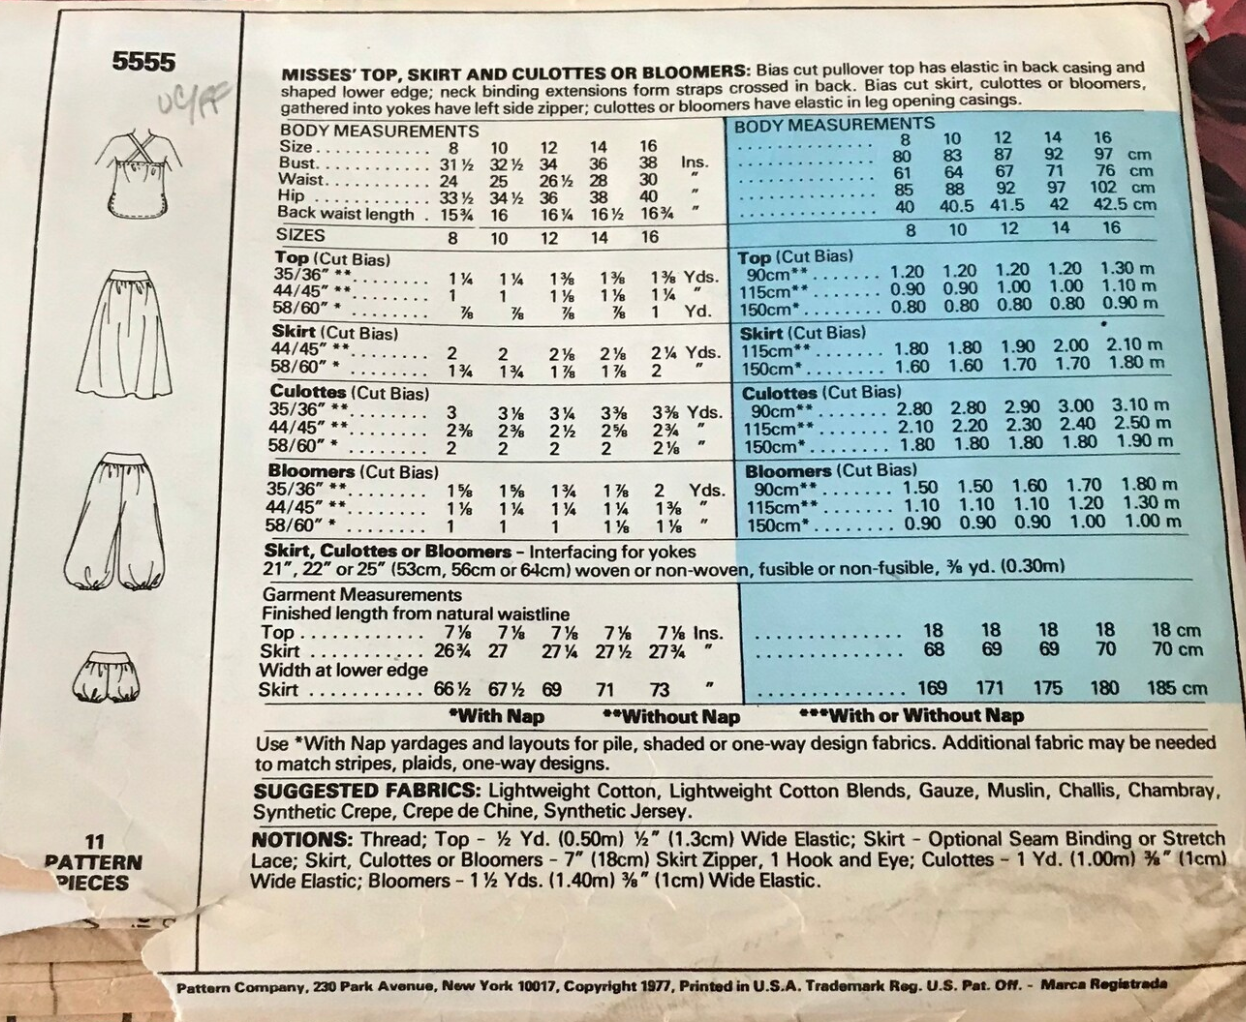 5555
UC/FF
MISSES' TOP, SKIRT AND CULOTTES OR BLOOMERS: Bias cut pullover top has elastic in back casing and
shaped lower edge; neck binding extensions form straps crossed in back. Bias cut skirt, culottes or bloomers,
gathered into yokes have left side zipper; culottes or bloomers have elastic in leg opening casings.
BODY MEASUREMENTS BODY MEASUREMENTS
Size............ 8 10 12 14 16 ............... 8 10 12 14 16
Bust............ 31 ½ 32 ½ 34 36 38 Ins. ............... 80 83 87 92 97 cm
Waist............ 24 25 26 ½ 28 30 " ............... 61 64 67 71 76 cm
Hip ............ 33 ½ 34 ½ 36 38 40 " ............... 85 88 92 97 102 cm
Back waist length . 15¾ 16 16¼ 16½ 16¾ " ............... 40 40.5 41.5 42 42.5 cm
SIZES 8 10 12 14 16 8 10 12 14 16
Top (Cut Bias) Top (Cut Bias)
35/36" **........ 1¼ 1¼ 1⅜ 1⅜ 1⅜ Yds. 90cm**....... 1.20 1.20 1.20 1.20 1.30 m
44/45" **........ 1 1 1⅛ 1⅛ 1¼ " 115cm**....... 0.90 0.90 1.00 1.00 1.10 m
58/60" * ........ ⅞ ⅞ ⅞ ⅞ 1 Yd. 150cm*........ 0.80 0.80 0.80 0.80 0.90 m
Skirt (Cut Bias) Skirt (Cut Bias)
44/45" **........ 2 2 2⅛ 2⅛ 2¼ Yds. 115cm**....... 1.80 1.80 1.90 2.00 2.10 m
58/60" * ........ 1¾ 1¾ 1⅞ 1⅞ 2 " 150cm*........ 1.60 1.60 1.70 1.70 1.80 m
Culottes (Cut Bias) Culottes (Cut Bias)
35/36" **........ 3 3⅛ 3¼ 3⅜ 3⅜ Yds. 90cm**....... 2.80 2.80 2.90 3.00 3.10 m
44/45" **........ 2⅜ 2⅜ 2½ 2⅝ 2¾ " 115cm**....... 2.10 2.20 2.30 2.40 2.50 m
58/60" * ........ 2 2 2 2 2⅛ " 150cm*........ 1.80 1.80 1.80 1.80 1.90 m
Bloomers (Cut Bias) Bloomers (Cut Bias)
35/36" **........ 1⅝ 1⅝ 1¾ 1⅞ 2 Yds. 90cm**....... 1.50 1.50 1.60 1.70 1.80 m
44/45" **........ 1⅛ 1¼ 1¼ 1¼ 1⅜ " 115cm**....... 1.10 1.10 1.10 1.20 1.30 m
58/60" * ........ 1 1 1 1⅛ 1⅛ " 150cm*........ 0.90 0.90 0.90 1.00 1.00 m
Skirt, Culottes or Bloomers – Interfacing for yokes
21", 22" or 25" (53cm, 56cm or 64cm) woven or non-woven, fusible or non-fusible, ⅜ yd. (0.30m)
Garment Measurements
Finished length from natural waistline
Top ............ 7⅛ 7⅛ 7⅛ 7⅛ 7⅛ Ins. ............... 18 18 18 18 18 cm
Skirt ........... 26¾ 27 27¼ 27½ 27¾ " ............... 68 69 69 70 70 cm
Width at lower edge
Skirt ........... 66½ 67½ 69 71 73 " ............... 169 171 175 180 185 cm
*With Nap **Without Nap ***With or Without Nap
Use *With Nap yardages and layouts for pile, shaded or one-way design fabrics. Additional fabric may be needed
to match stripes, plaids, one-way designs.
SUGGESTED FABRICS: Lightweight Cotton, Lightweight Cotton Blends, Gauze, Muslin, Challis, Chambray,
Synthetic Crepe, Crepe de Chine, Synthetic Jersey.
NOTIONS: Thread; Top – ½ Yd. (0.50m) ½" (1.3cm) Wide Elastic; Skirt – Optional Seam Binding or Stretch
Lace; Skirt, Culottes or Bloomers – 7" (18cm) Skirt Zipper, 1 Hook and Eye; Culottes – 1 Yd. (1.00m) ⅜" (1cm)
Wide Elastic; Bloomers – 1 ½ Yds. (1.40m) ⅜" (1cm) Wide Elastic.
11
PATTERN
PIECES
Pattern Company, 230 Park Avenue, New York 10017, Copyright 1977, Printed in U.S.A. Trademark Reg. U.S. Pat. Off. - Marca Registrada